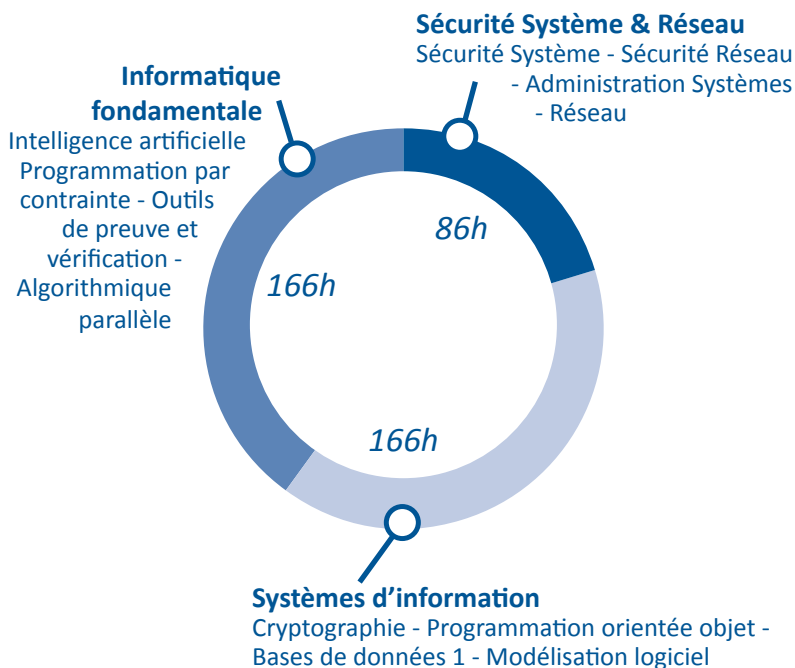 Sécurité Système & Réseau
Sécurité Système - Sécurité Réseau
- Administration Systèmes
- Réseau
Informatique
fondamentale
Intelligence artificielle
Programmation par
contrainte - Outils
de preuve et
vérification -
Algorithmique
parallèle
86h
166h
166h
Systèmes d’information
Cryptographie - Programmation orientée objet -
Bases de données 1 - Modélisation logiciel